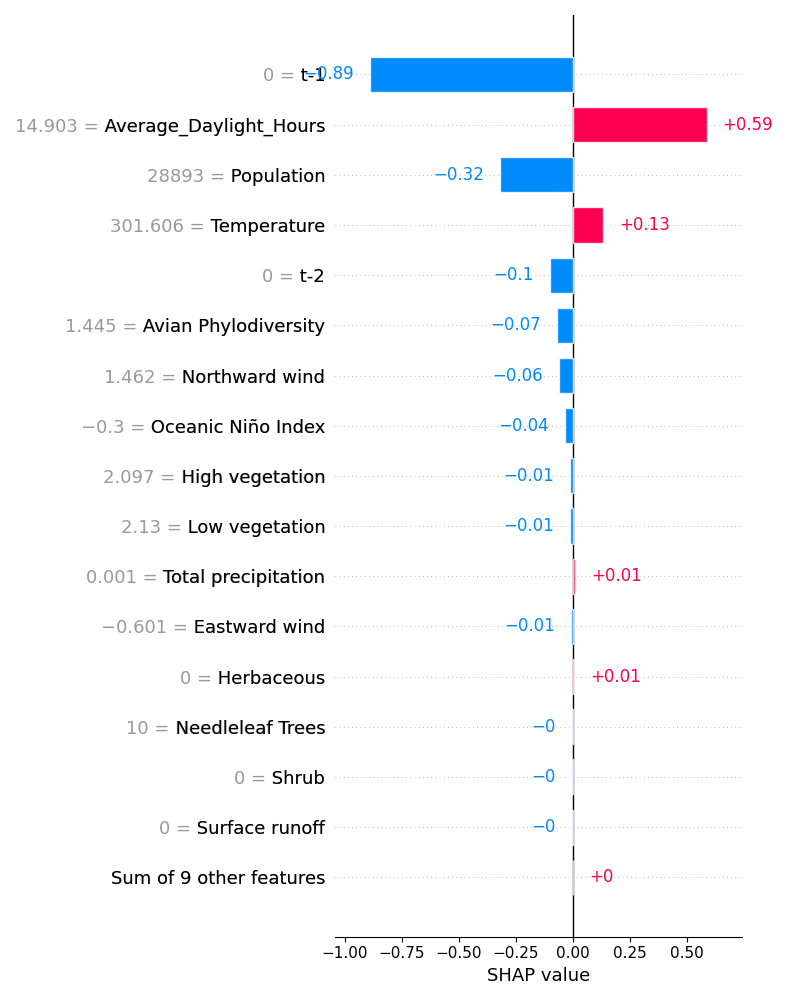 0 = t-1 −0.89
14.903 = Average_Daylight_Hours +0.59
28893 = Population −0.32
301.606 = Temperature +0.13
0 = t-2 −0.1
1.445 = Avian Phylodiversity −0.07
1.462 = Northward wind −0.06
−0.3 = Oceanic Niño Index −0.04
2.097 = High vegetation −0.01
2.13 = Low vegetation −0.01
0.001 = Total precipitation +0.01
−0.601 = Eastward wind −0.01
0 = Herbaceous +0.01
10 = Needleleaf Trees −0
0 = Shrub −0
0 = Surface runoff −0
Sum of 9 other features +0
−1.00 −0.75 −0.50 −0.25 0.00 0.25 0.50
SHAP value